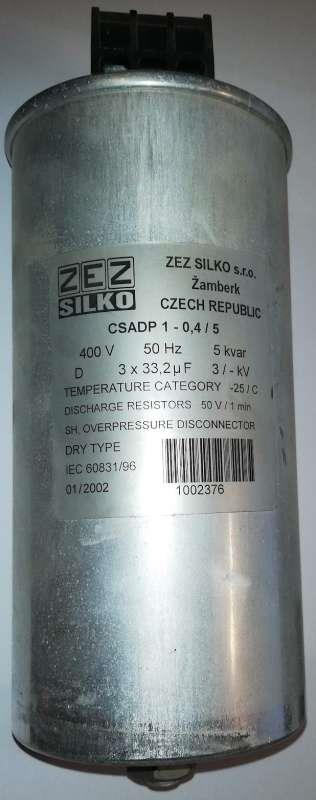 ZEZ
SILKO
ZEZ SILKO s.r.o.
Žamberk
CZECH REPUBLIC
CSADP 1 - 0,4 / 5
400 V 50 Hz 5 kvar
D 3 x 33,2 µF 3 / - kV
TEMPERATURE CATEGORY -25 / C
DISCHARGE RESISTORS 50 V / 1 min
SH. OVERPRESSURE DISCONNECTOR
DRY TYPE
IEC 60831/96
01 / 2002
1002376